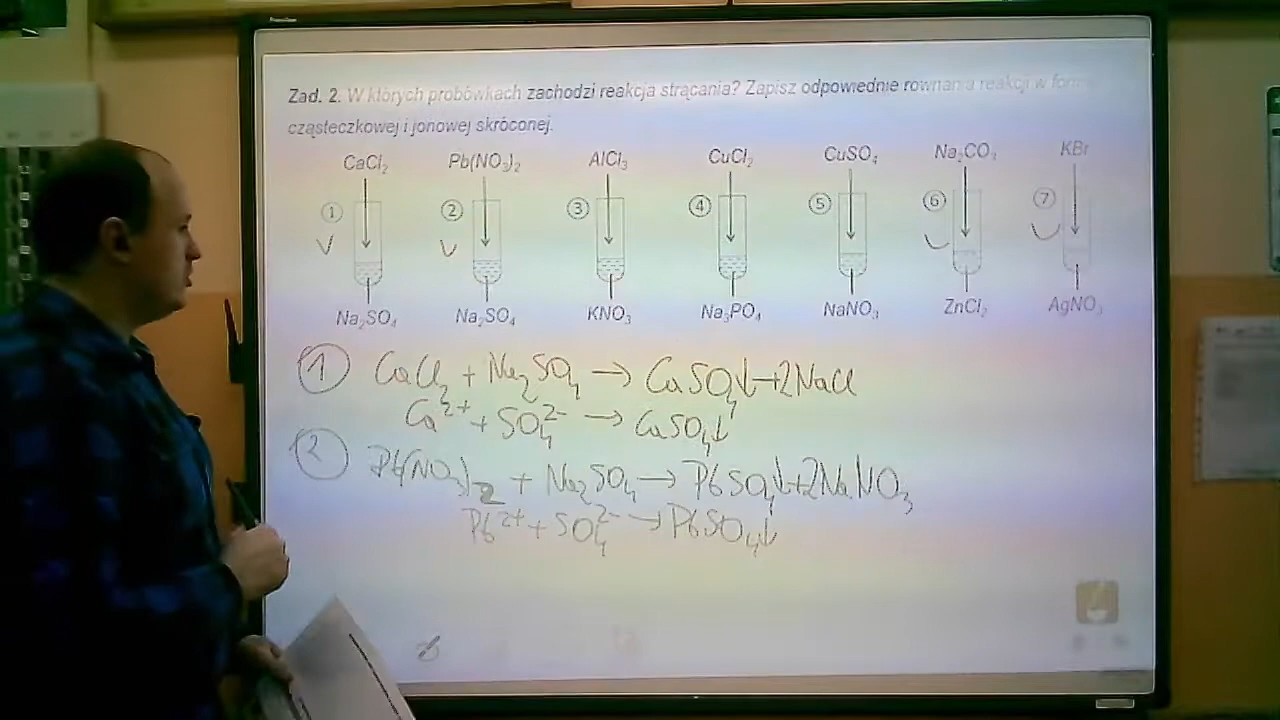 Zad. 2. W których probówkach zachodzi reakcja strącania? Zapisz odpowiednie równania reakcji w
cząsteczkowej i jonowej skróconej.
CaCl₂ Pb(NO₃)₂ AlCl₃ CuCl₂ CuSO₄ Na₂CO₃ KBr
① ② ③ ④ ⑤ ⑥ ⑦
Na₂SO₄ Na₂SO₄ KNO₃ Na₃PO₄ NaNO₃ ZnCl₂ AgNO₃
① CaCl₂ + Na₂SO₄ → CaSO₄↓+2NaCl
Ca²⁺ + SO₄²⁻ → CaSO₄↓
② Pb(NO₃)₂ + Na₂SO₄ → PbSO₄↓+2NaNO₃
Pb²⁺ + SO₄²⁻ → PbSO₄↓